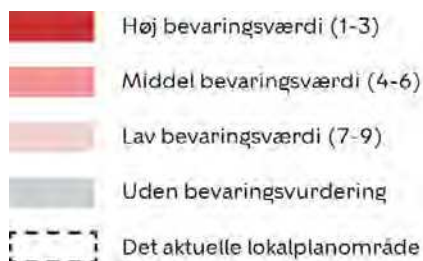 Høj bevaringsværdi (1-3)
Middel bevaringsværdi (4-6)
Lav bevaringsværdi (7-9)
Uden bevaringsvurdering
Det aktuelle lokalplanområde